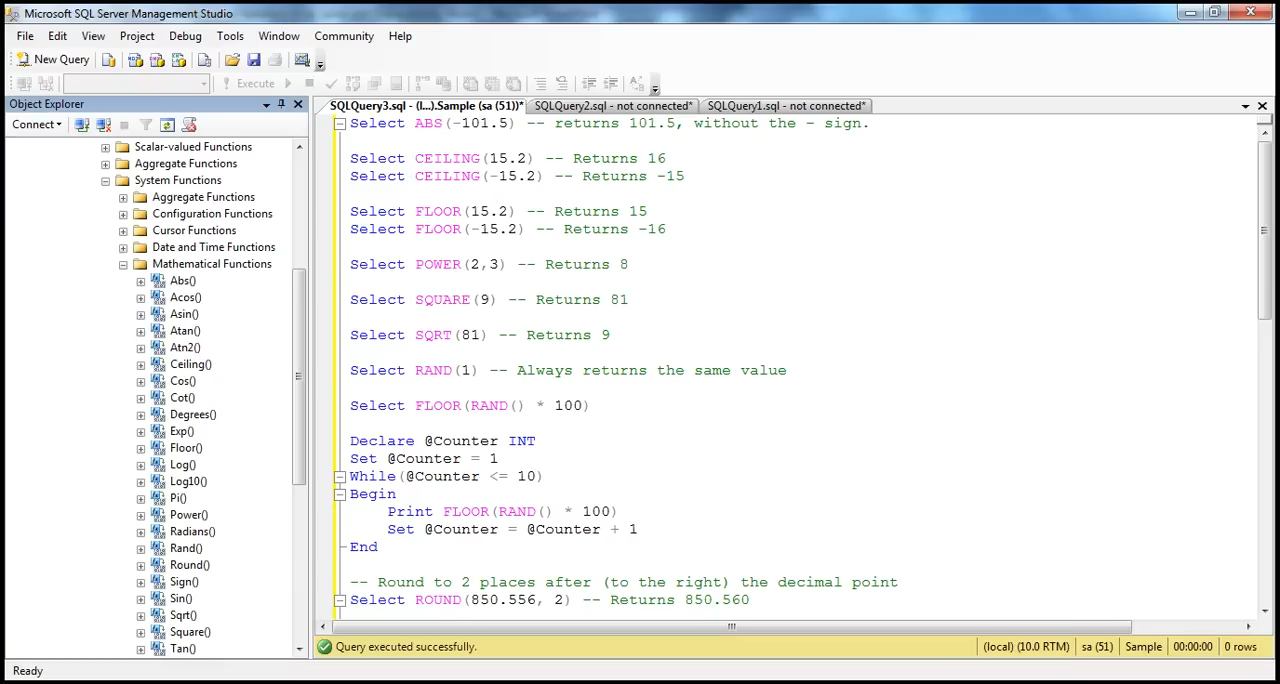 Microsoft SQL Server Management Studio
File Edit View Project Debug Tools Window Community Help
New Query
Execute
Object Explorer
SQLQuery3.sql - (l...).Sample (sa (51))* SQLQuery2.sql - not connected* SQLQuery1.sql - not connected*
Connect
Scalar-valued Functions
Aggregate Functions
System Functions
Aggregate Functions
Configuration Functions
Cursor Functions
Date and Time Functions
Mathematical Functions
Abs()
Acos()
Asin()
Atan()
Atn2()
Ceiling()
Cos()
Cot()
Degrees()
Exp()
Floor()
Log()
Log10()
Pi()
Power()
Radians()
Rand()
Round()
Sign()
Sin()
Sqrt()
Square()
Tan()
Select ABS(-101.5) -- returns 101.5, without the - sign.
Select CEILING(15.2) -- Returns 16
Select CEILING(-15.2) -- Returns -15
Select FLOOR(15.2) -- Returns 15
Select FLOOR(-15.2) -- Returns -16
Select POWER(2,3) -- Returns 8
Select SQUARE(9) -- Returns 81
Select SQRT(81) -- Returns 9
Select RAND(1) -- Always returns the same value
Select FLOOR(RAND() * 100)
Declare @Counter INT
Set @Counter = 1
While(@Counter <= 10)
Begin
Print FLOOR(RAND() * 100)
Set @Counter = @Counter + 1
End
-- Round to 2 places after (to the right) the decimal point
Select ROUND(850.556, 2) -- Returns 850.560
Query executed successfully.
(local) (10.0 RTM) sa (51) Sample 00:00:00 0 rows
Ready